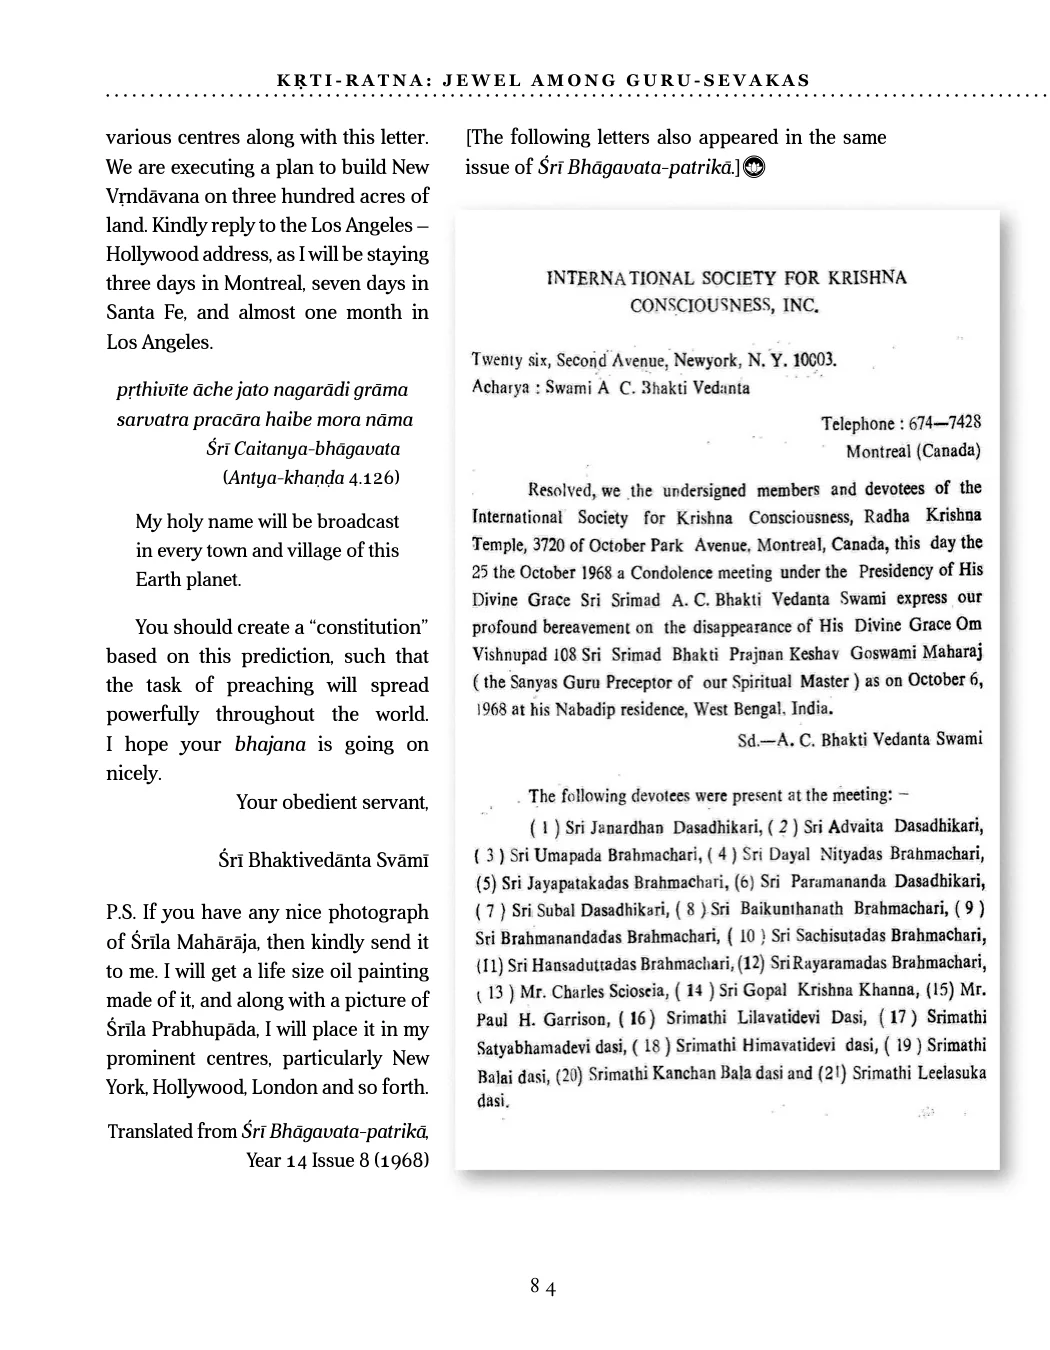 KṚTI-RATNA: JEWEL AMONG GURU-SEVAKAS
various centres along with this letter.
We are executing a plan to build New
Vṛndāvana on three hundred acres of
land. Kindly reply to the Los Angeles –
Hollywood address, as I will be staying
three days in Montreal, seven days in
Santa Fe, and almost one month in
Los Angeles.
pṛthivīte āche jato nagarādi grāma
sarvatra pracāra haibe mora nāma
Śrī Caitanya-bhāgavata
(Antya-khaṇḍa 4.126)
My holy name will be broadcast
in every town and village of this
Earth planet.
You should create a “constitution”
based on this prediction, such that
the task of preaching will spread
powerfully throughout the world.
I hope your bhajana is going on
nicely.
Your obedient servant,
Śrī Bhaktivedānta Svāmī
P.S. If you have any nice photograph
of Śrīla Mahārāja, then kindly send it
to me. I will get a life size oil painting
made of it, and along with a picture of
Śrīla Prabhupāda, I will place it in my
prominent centres, particularly New
York, Hollywood, London and so forth.
Translated from Śrī Bhāgavata-patrikā,
Year 14 Issue 8 (1968)
[The following letters also appeared in the same
issue of Śrī Bhāgavata-patrikā.]
INTERNATIONAL SOCIETY FOR KRISHNA
CONSCIOUSNESS, INC.
Twenty six, Second Avenue, Newyork, N. Y. 10003.
Acharya : Swami A C. Bhakti Vedanta
Telephone : 674—7428
Montreal (Canada)
Resolved, we the undersigned members and devotees of the
International Society for Krishna Consciousness, Radha Krishna
Temple, 3720 of October Park Avenue, Montreal, Canada, this day the
25 the October 1968 a Condolence meeting under the Presidency of His
Divine Grace Sri Srimad A. C. Bhakti Vedanta Swami express our
profound bereavement on the disappearance of His Divine Grace Om
Vishnupad 108 Sri Srimad Bhakti Prajnan Keshav Goswami Maharaj
( the Sanyas Guru Preceptor of our Spiritual Master ) as on October 6,
1968 at his Nabadip residence, West Bengal, India.
Sd.—A. C. Bhakti Vedanta Swami
The following devotees were present at the meeting: –
( 1 ) Sri Janardhan Dasadhikari, ( 2 ) Sri Advaita Dasadhikari,
( 3 ) Sri Umapada Brahmachari, ( 4 ) Sri Dayal Nityadas Brahmachari,
(5) Sri Jayapatakadas Brahmachari, (6) Sri Paramananda Dasadhikari,
( 7 ) Sri Subal Dasadhikari, ( 8 ) Sri Baikunthanath Brahmachari, ( 9 )
Sri Brahmanandadas Brahmachari, ( 10 ) Sri Sachisutadas Brahmachari,
(11) Sri Hansaduttadas Brahmachari, (12) Sri Rayaramadas Brahmachari,
( 13 ) Mr. Charles Scioscia, ( 14 ) Sri Gopal Krishna Khanna, (15) Mr.
Paul H. Garrison, ( 16 ) Srimathi Lilavatidevi Dasi, ( 17 ) Srimathi
Satyabhamadevi dasi, ( 18 ) Srimathi Himavatidevi dasi, ( 19 ) Srimathi
Balai dasi, (20) Srimathi Kanchan Bala dasi and (21) Srimathi Leelasuka
dasi.
84